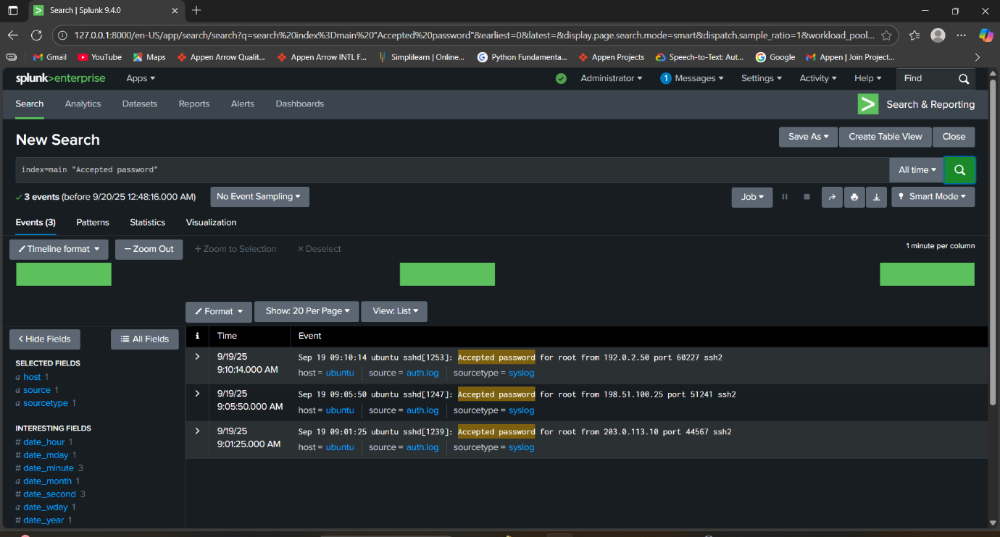 Search | Splunk 9.4.0
127.0.0.1:8000/en-US/app/search/search?q=search%20index%3Dmain%20"Accepted%20password"&earliest=0&latest=&display.page.search.mode=smart&dispatch.sample_ratio=1&workload_pool...
Gmail YouTube Maps Appen Arrow Qualit... Appen Arrow INTL F... Simplilearn | Online... Python Fundamenta... Appen Projects Speech-to-Text: Aut... Google Appen | Join Project...
splunk>enterprise Apps Administrator 1 Messages Settings Activity Help Find
Search Analytics Datasets Reports Alerts Dashboards Search & Reporting
New Search Save As Create Table View Close
index=main "Accepted password" All time
3 events (before 9/20/25 12:48:16.000 AM) No Event Sampling Job Smart Mode
Events (3) Patterns Statistics Visualization
Timeline format — Zoom Out + Zoom to Selection × Deselect 1 minute per column
Format Show: 20 Per Page View: List
< Hide Fields All Fields i Time Event
SELECTED FIELDS
a host 1
a source 1
a sourcetype 1
INTERESTING FIELDS
# date_hour 1
# date_mday 1
# date_minute 3
a date_month 1
# date_second 3
a date_wday 1
# date_year 1
9/19/25
9:10:14.000 AM
Sep 19 09:10:14 ubuntu sshd[1253]: Accepted password for root from 192.0.2.50 port 60227 ssh2
host = ubuntu source = auth.log sourcetype = syslog
9/19/25
9:05:50.000 AM
Sep 19 09:05:50 ubuntu sshd[1247]: Accepted password for root from 198.51.100.25 port 51241 ssh2
host = ubuntu source = auth.log sourcetype = syslog
9/19/25
9:01:25.000 AM
Sep 19 09:01:25 ubuntu sshd[1239]: Accepted password for root from 203.0.113.10 port 44567 ssh2
host = ubuntu source = auth.log sourcetype = syslog